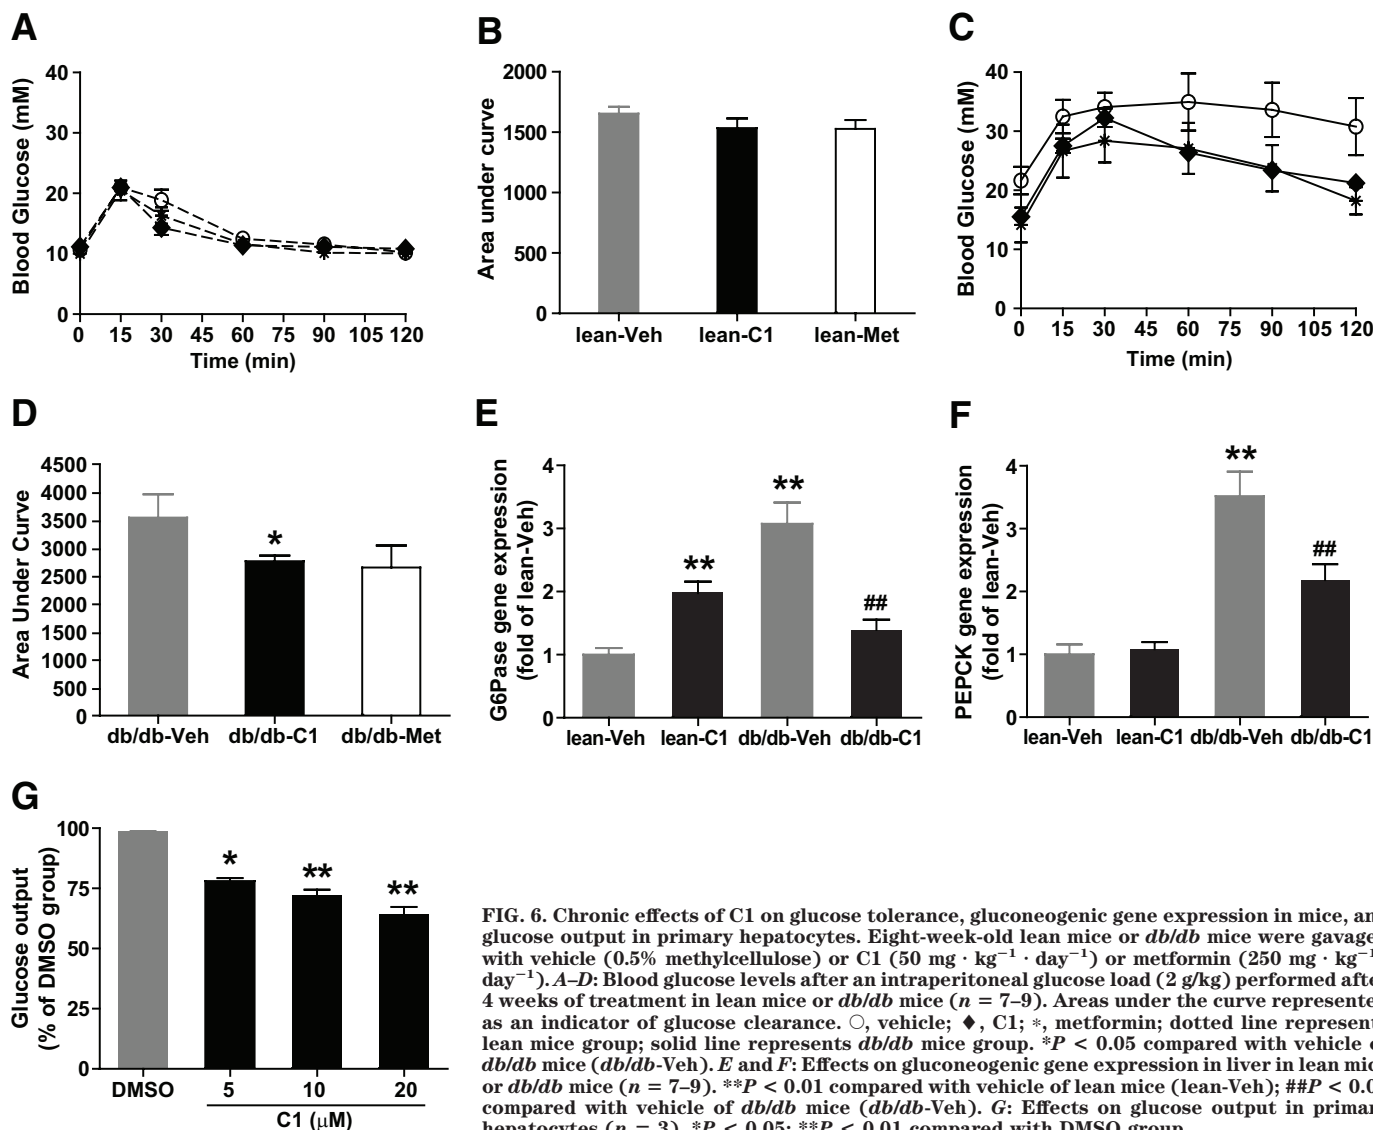 A
B
C
Blood Glucose (mM)
40
30
20
10
0
0 15 30 45 60 75 90 105 120
Time (min)
Area under curve
2000
1500
1000
500
0
lean-Veh lean-C1 lean-Met
Blood Glucose (mM)
40
30
20
10
0
0 15 30 45 60 75 90 105 120
Time (min)
D
E
F
Area Under Curve
4500
4000
3500
3000
2500
2000
1500
1000
500
0
*
db/db-Veh db/db-C1 db/db-Met
G6Pase gene expression
(fold of lean-Veh)
4
3
2
1
0
** ** ##
lean-Veh lean-C1 db/db-Veh db/db-C1
PEPCK gene expression
(fold of lean-Veh)
4
3
2
1
0
** ##
lean-Veh lean-C1 db/db-Veh db/db-C1
G
Glucose output
(% of DMSO group)
100
75
50
25
0
* ** **
DMSO 5 10 20
C1 (μM)
FIG. 6. Chronic effects of C1 on glucose tolerance, gluconeogenic gene expression in mice, an
glucose output in primary hepatocytes. Eight-week-old lean mice or db/db mice were gavage
with vehicle (0.5% methylcellulose) or C1 (50 mg · kg⁻¹ · day⁻¹) or metformin (250 mg · kg⁻¹
day⁻¹). A–D: Blood glucose levels after an intraperitoneal glucose load (2 g/kg) performed afte
4 weeks of treatment in lean mice or db/db mice (n = 7–9). Areas under the curve represente
as an indicator of glucose clearance. ○, vehicle; ♦, C1; *, metformin; dotted line represent
lean mice group; solid line represents db/db mice group. *P < 0.05 compared with vehicle o
db/db mice (db/db-Veh). E and F: Effects on gluconeogenic gene expression in liver in lean mic
or db/db mice (n = 7–9). **P < 0.01 compared with vehicle of lean mice (lean-Veh); ##P < 0.0
compared with vehicle of db/db mice (db/db-Veh). G: Effects on glucose output in primar
hepatocytes (n = 3). *P < 0.05; **P < 0.01 compared with DMSO group.